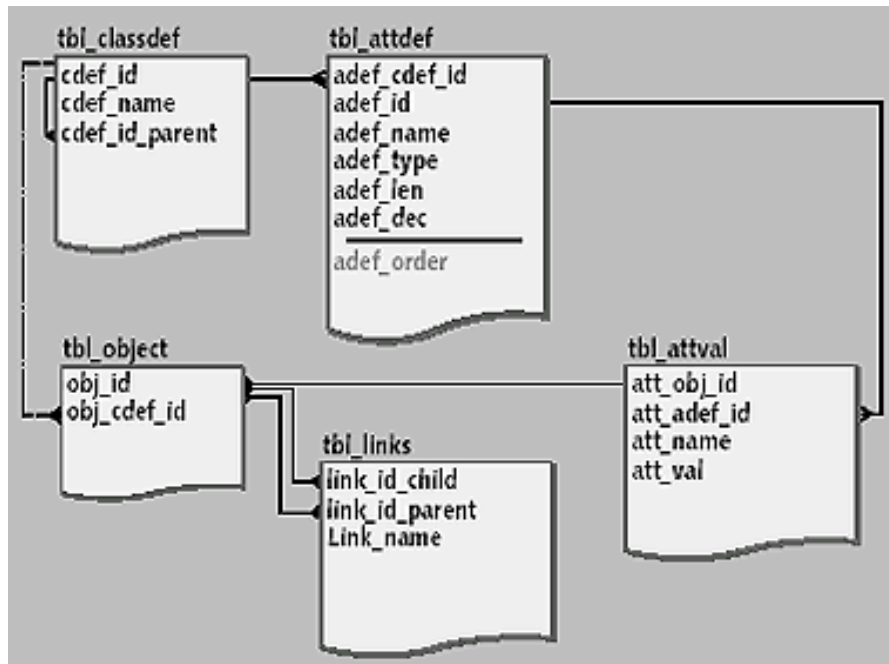 tbl_classdef
cdef_id
cdef_name
cdef_id_parent
tbl_attdef
adef_cdef_id
adef_id
adef_name
adef_type
adef_len
adef_dec
adef_order
tbl_object
obj_id
obj_cdef_id
tbl_links
link_id_child
link_id_parent
Link_name
tbl_attval
att_obj_id
att_adef_id
att_name
att_val